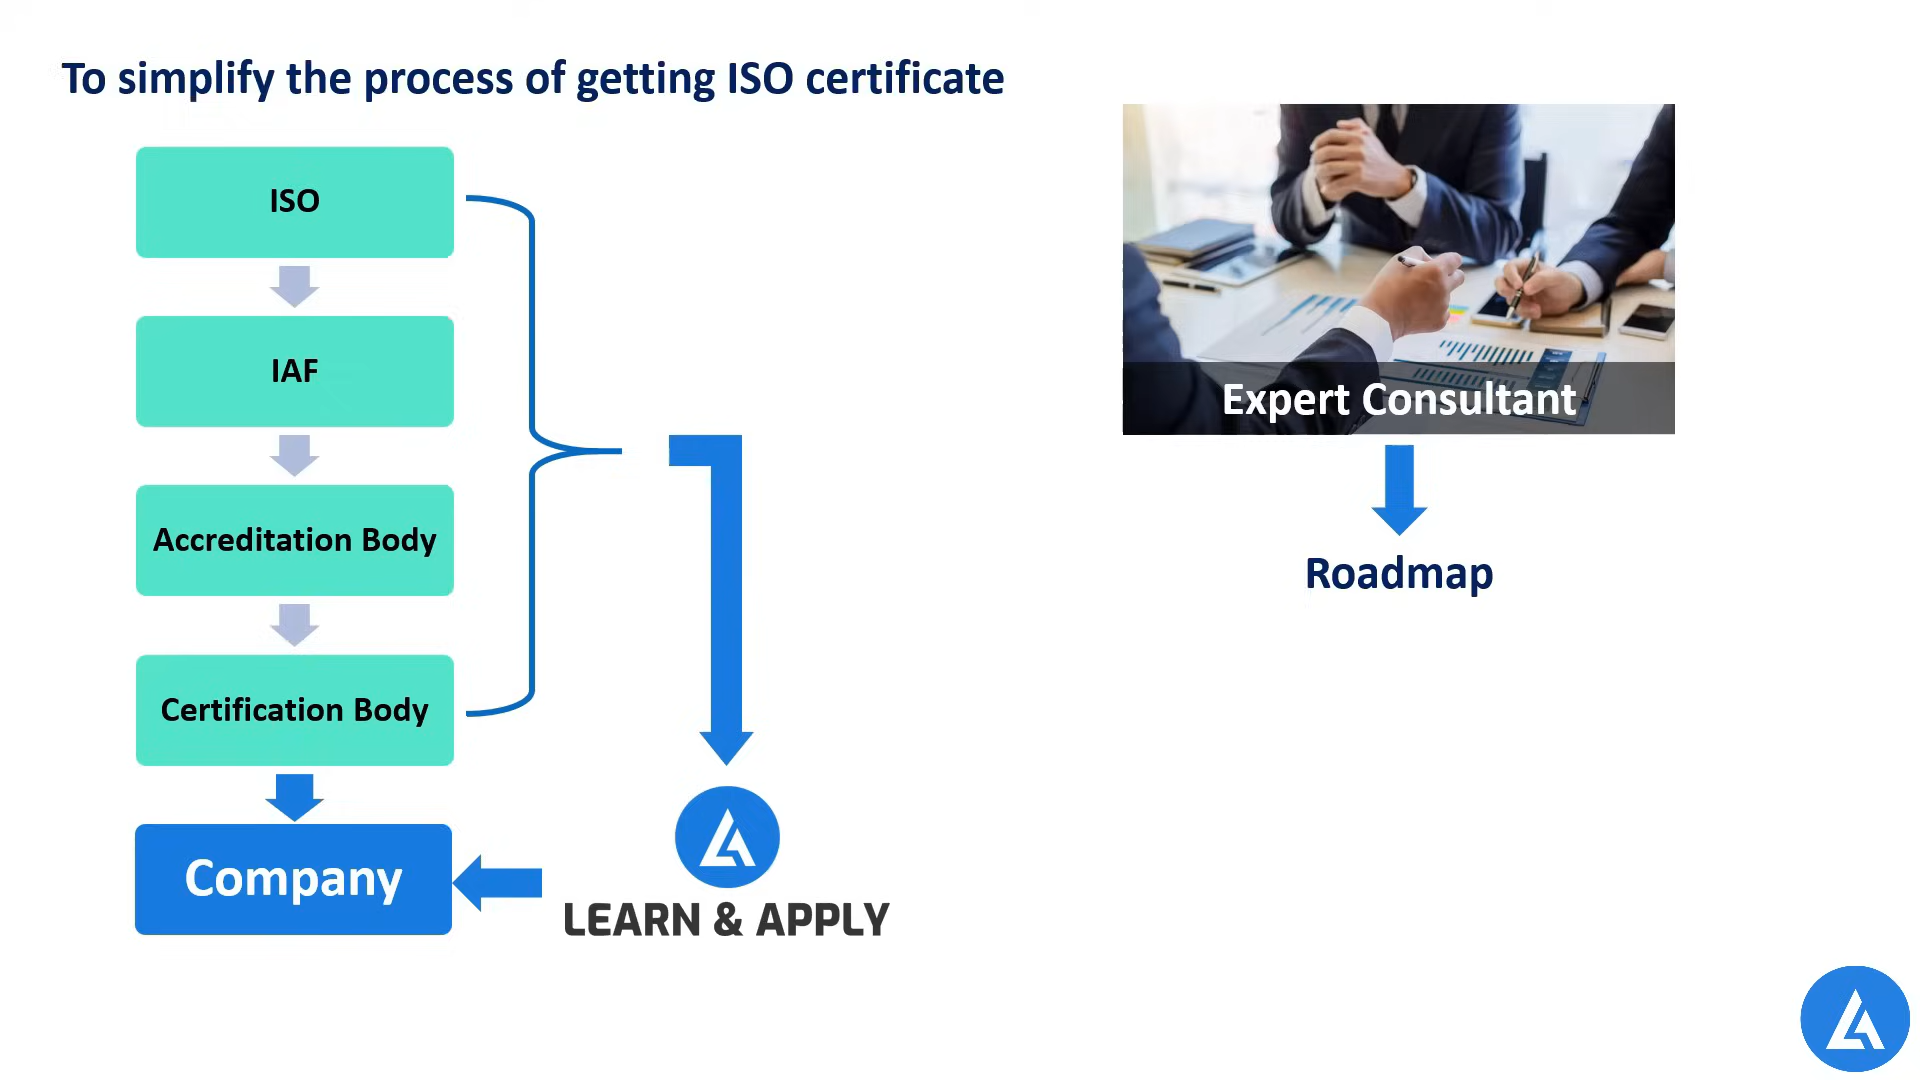 To simplify the process of getting ISO certificate
ISO
IAF
Accreditation Body
Certification Body
Company
LEARN & APPLY
Expert Consultant
Roadmap